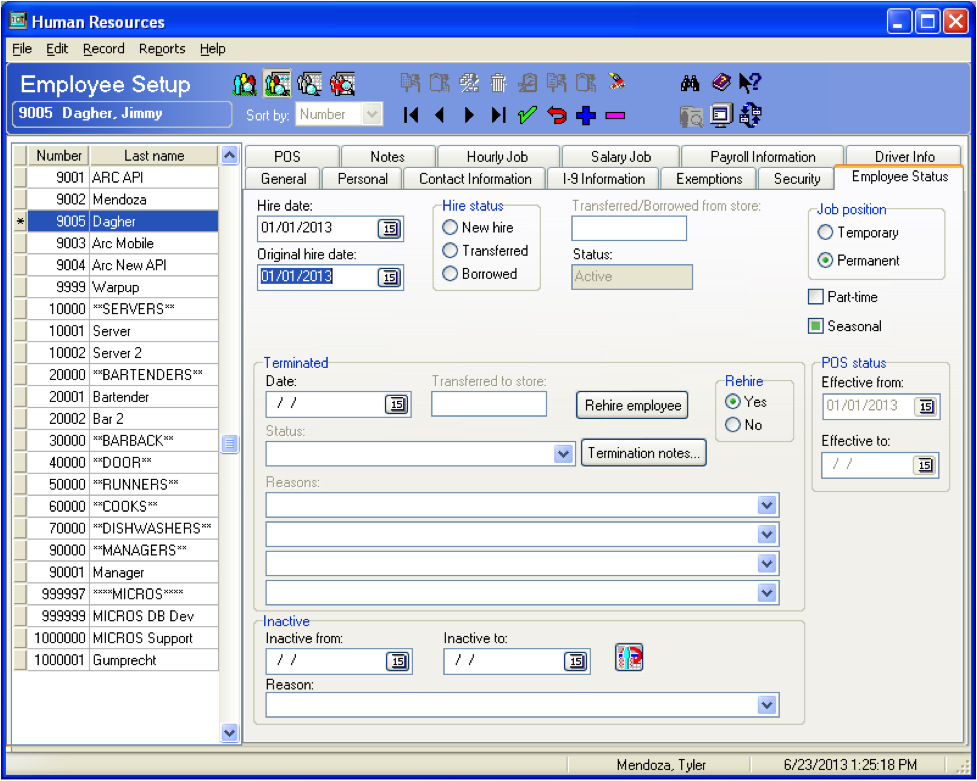 Human Resources
File Edit Record Reports Help
Employee Setup
9005 Dagher, Jimmy
Sort by: Number
Number Last name
9001 ARC API
9002 Mendoza
* 9005 Dagher
9003 Arc Mobile
9004 Arc New API
9999 Warpup
10000 **SERVERS**
10001 Server
10002 Server 2
20000 **BARTENDERS**
20001 Bartender
20002 Bar 2
30000 **BARBACK**
40000 **DOOR**
50000 **RUNNERS**
60000 **COOKS**
70000 **DISHWASHERS**
90000 **MANAGERS**
90001 Manager
999997 ****MICROS****
999999 MICROS DB Dev
1000000 MICROS Support
1000001 Gumprecht
POS Notes Hourly Job Salary Job Payroll Information Driver Info
General Personal Contact Information I-9 Information Exemptions Security Employee Status
Hire date:
01/01/2013 15
Original hire date:
01/01/2013 15
Hire status
New hire
Transferred
Borrowed
Transferred/Borrowed from store:
Status:
Active
Job position
Temporary
Permanent
Part-time
Seasonal
Terminated
Date:
/ / 15
Transferred to store:
Rehire employee
Rehire
Yes
No
Status:
Termination notes...
Reasons:
POS status
Effective from:
01/01/2013 15
Effective to:
/ / 15
Inactive
Inactive from:
/ / 15
Inactive to:
/ / 15
Reason:
Mendoza, Tyler 6/23/2013 1:25:18 PM